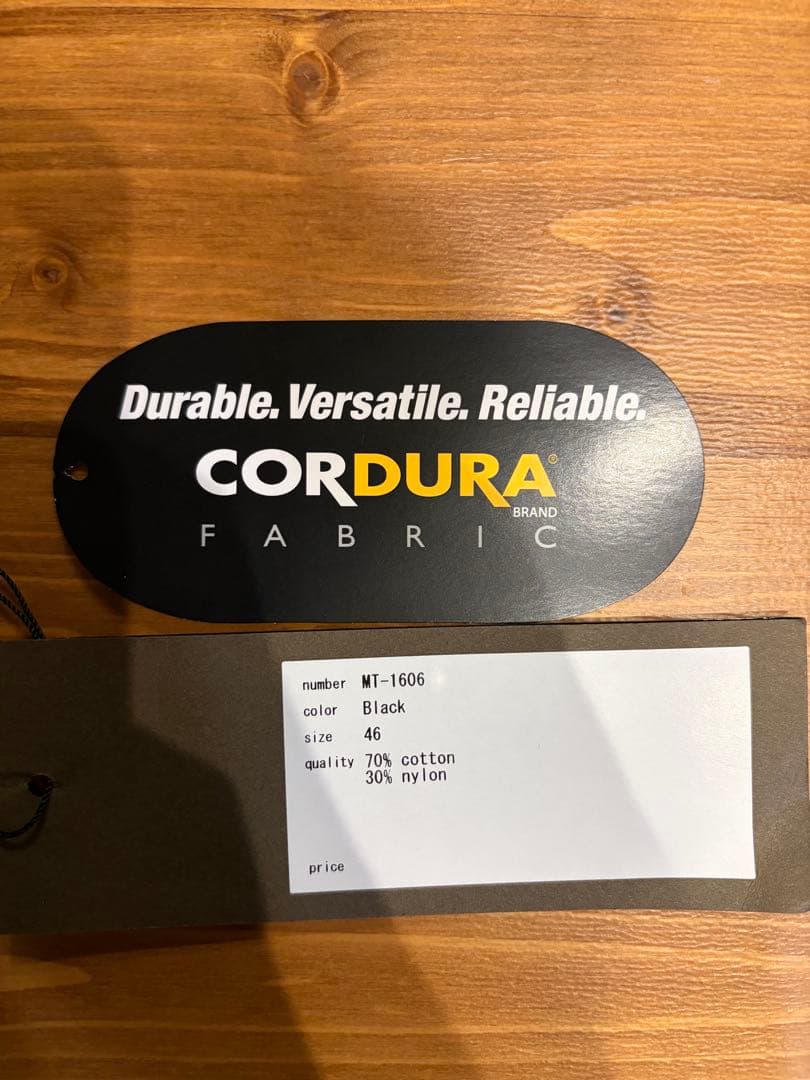 Durable. Versatile. Reliable.
CORDURA®
BRAND
FABRIC
number MT-1606
color Black
size 46
quality 70% cotton
30% nylon
price